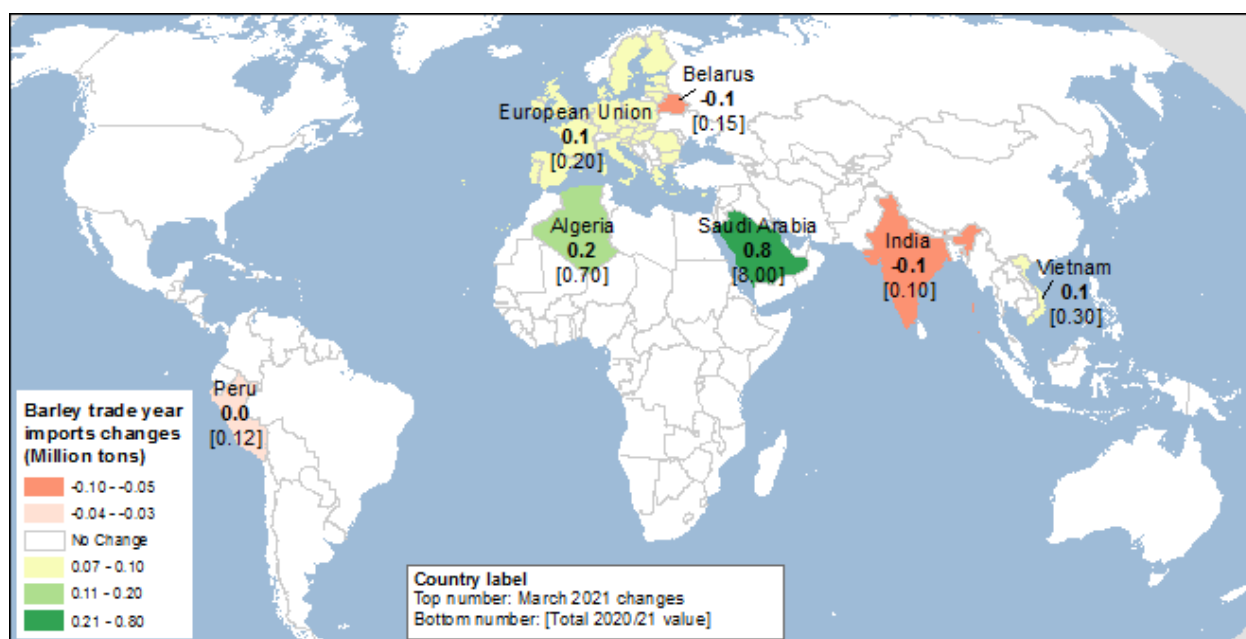 Belarus
-0.1
[0.15]
European Union
0.1
[0.20]
Algeria
0.2
[0.70]
Saudi Arabia
0.8
[8.00]
India
-0.1
[0.10]
Vietnam
0.1
[0.30]
Peru
0.0
[0.12]
Barley trade year
imports changes
(Million tons)
-0.10 - -0.05
-0.04 - -0.03
No Change
0.07 - 0.10
0.11 - 0.20
0.21 - 0.80
Country label
Top number: March 2021 changes
Bottom number: [Total 2020/21 value]